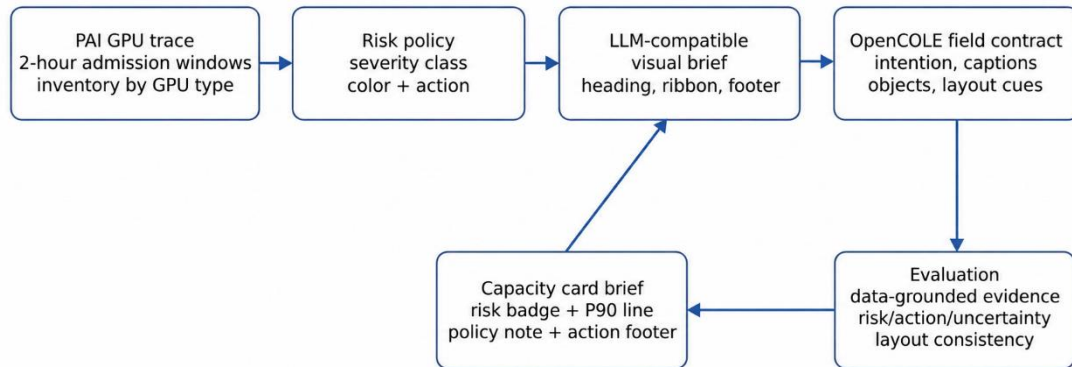 PAI GPU trace
2-hour admission windows
inventory by GPU type
Risk policy
severity class
color + action
LLM-compatible
visual brief
heading, ribbon, footer
OpenCOLE field contract
intention, captions
objects, layout cues
Capacity card brief
risk badge + P90 line
policy note + action footer
Evaluation
data-grounded evidence
risk/action/uncertainty
layout consistency